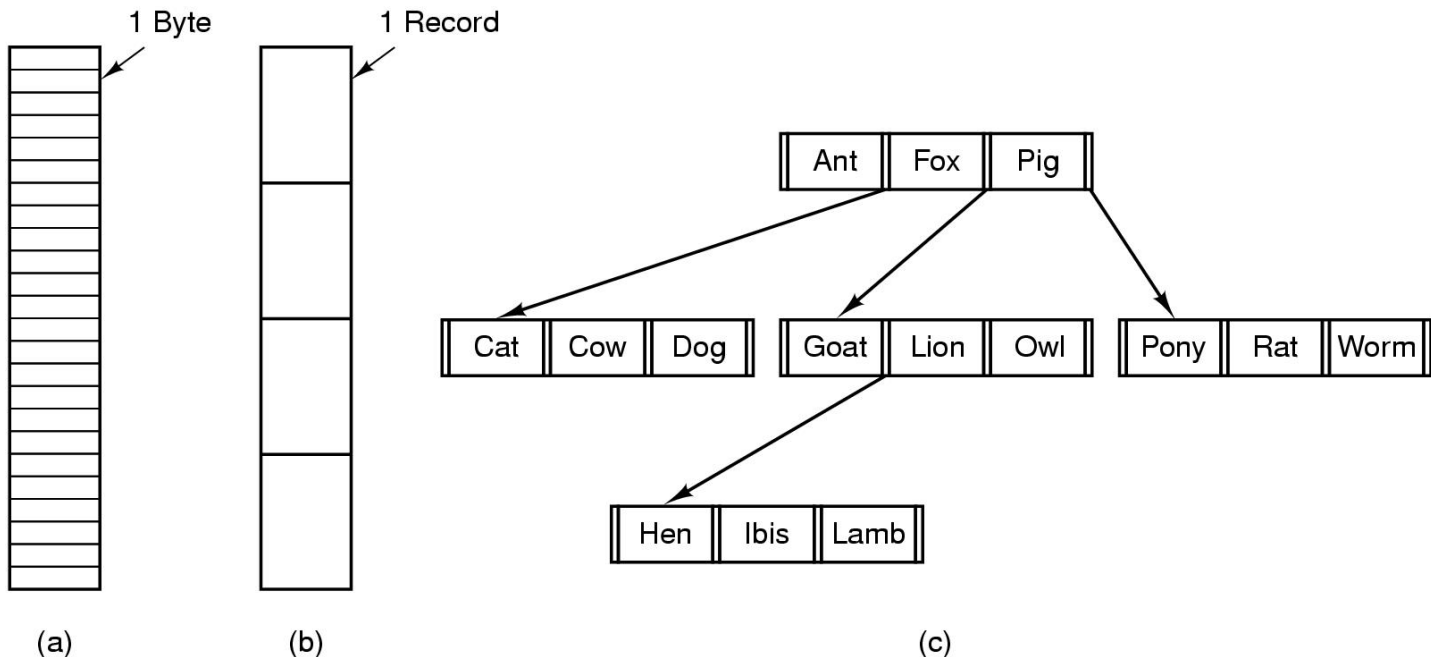 1 Byte
1 Record
Ant Fox Pig
Cat Cow Dog
Goat Lion Owl
Pony Rat Worm
Hen Ibis Lamb
(a)
(b)
(c)